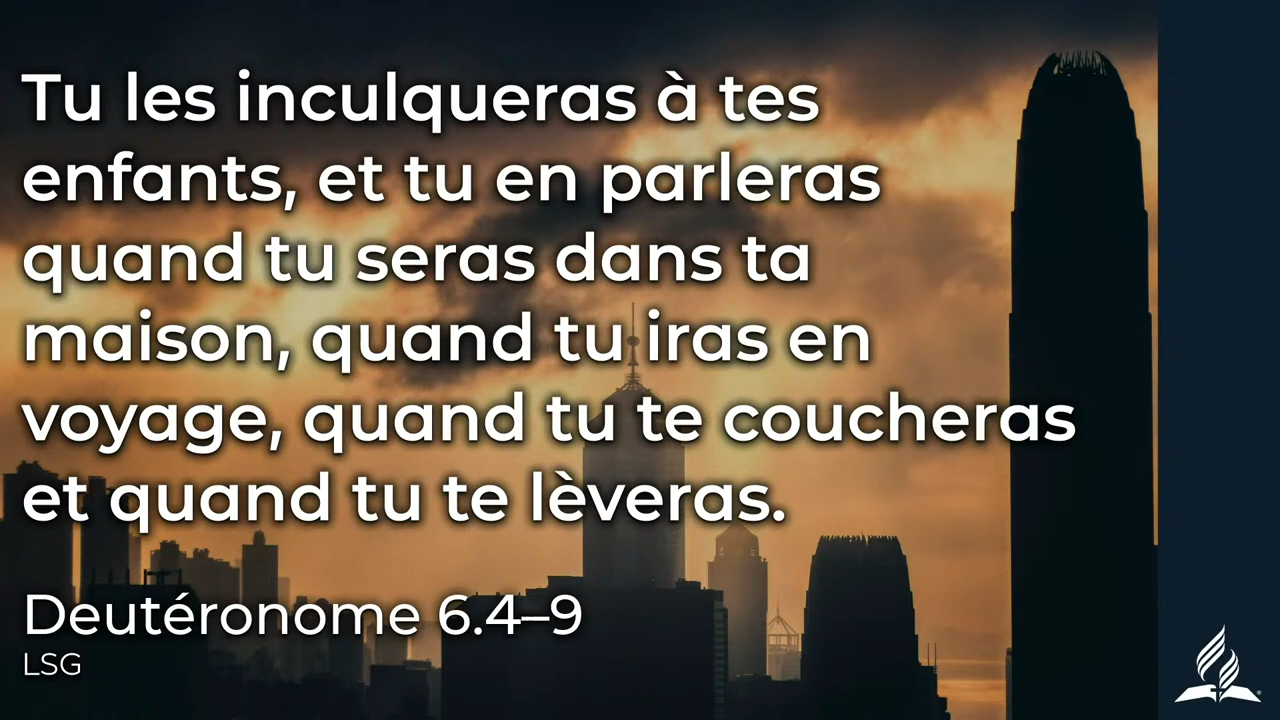 Tu les inculqueras à tes
enfants, et tu en parleras
quand tu seras dans ta
maison, quand tu iras en
voyage, quand tu te coucheras
et quand tu te lèveras.
Deutéronome 6.4–9
LSG